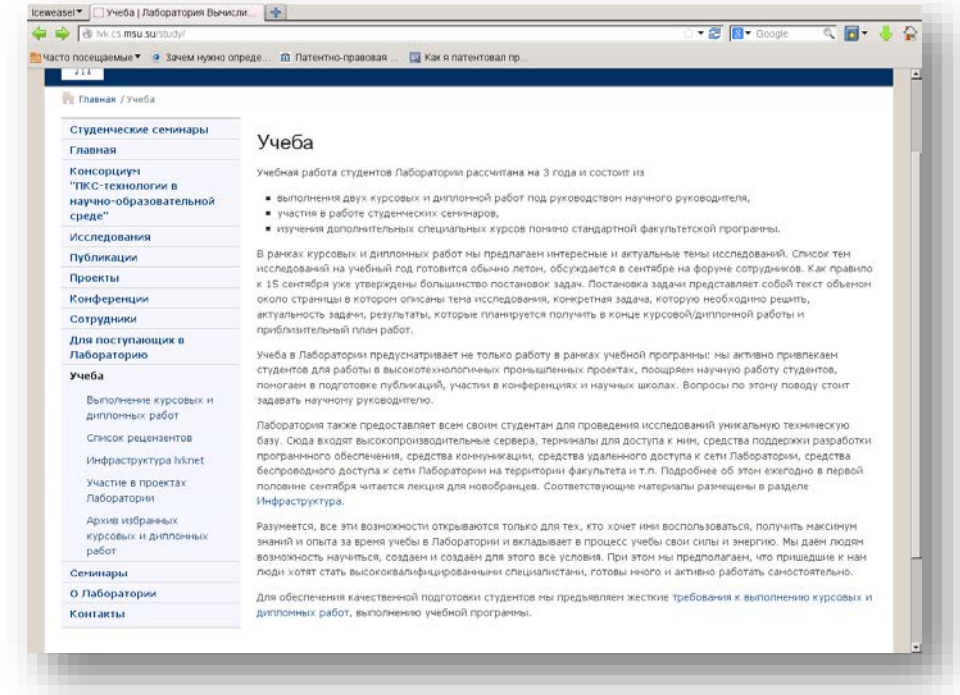 Iceweasel
Учеба | Лаборатория Вычисли...
lvk.cs.msu.su/study/
Google
Часто посещаемые
Зачем нужно опреде...
Патентно-правовая ...
Как я патентовал пр...
Главная / Учеба
Студенческие семинары
Главная
Консорциум
"ПКС-технологии в
научно-образовательной
среде"
Исследования
Публикации
Проекты
Конференции
Сотрудники
Для поступающих в
Лабораторию
Учеба
Выполнение курсовых и
дипломных работ
Список рецензентов
Инфраструктура lvknet
Участие в проектах
Лаборатории
Архив избранных
курсовых и дипломных
работ
Семинары
О Лаборатории
Контакты
Учеба
Учебная работа студентов Лаборатории рассчитана на 3 года и состоит из
выполнения двух курсовых и дипломной работ под руководством научного руководителя,
участия в работе студенческих семинаров,
изучения дополнительных специальных курсов помимо стандартной факультетской программы.
В рамках курсовых и диплонных работ мы предлагаем интересные и актуальные темы исследований. Список тем
исследований на учебный год готовится обычно летом, обсуждается в сентябре на форуме сотрудников. Как правило
к 15 сентября уже утверждены большинство постановок задач. Постановка задачи представляет собой текст объемом
около страницы в котором описаны тема исследования, конкретная задача, которую необходимо решить,
актуальность задачи, результаты, которые планируется получить в конце курсовой/дипломной работы и
приблизительный план работ.
Учеба в Лаборатории предусматривает не только работу в рамках учебной программы: мы активно привлекаем
студентов для работы в высокотехнологичных промышленных проектах, поощряем научную работу студентов,
помогаем в подготовке публикаций, участии в конференциях и научных школах. Вопросы по этому поводу стоит
задавать научному руководителю.
Лаборатория также предоставляет всем своим студентам для проведения исследований уникальную техническую
базу. Сюда входят высокопроизводительные сервера, терминалы для доступа к ним, средства поддержки разработки
программного обеспечения, средства коммуникации, средства удаленного доступа к сети Лаборатории, средства
беспроводного доступа к сети Лаборатории на территории факультета и т.п. Подробнее об этом ежегодно в первой
половине сентября читается лекция для новобранцев. Соответствующие материалы размещены в разделе
Инфраструктура.
Разумеется, все эти возможности открываются только для тех, кто хочет ими воспользоваться, получить максимум
знаний и опыта за время учебы в Лаборатории и вкладывает в процесс учебы свои силы и энергию. Мы даём людям
возможность научиться, создаем и создаём для этого все условия. При этом мы предполагаем, что пришедшие к нам
люди хотят стать высококвалифицированными специалистами, готовы много и активно работать самостоятельно.
Для обеспечения качественной подготовки студентов мы предъявляем жесткие требования к выполнению курсовых и
дипломных работ, выполнению учебной программы.